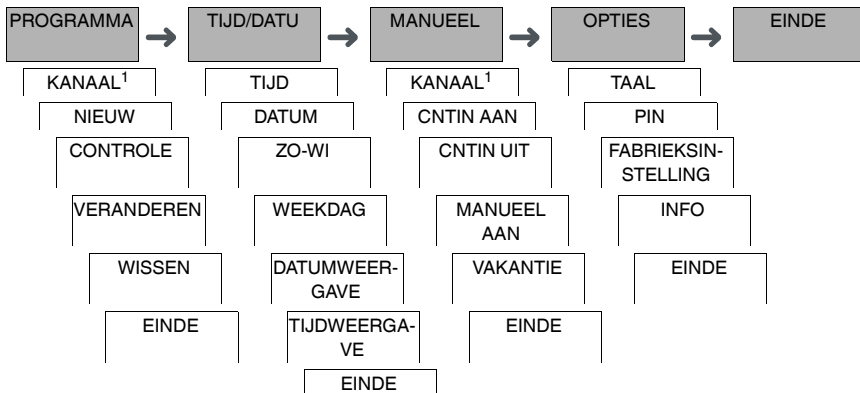 PROGRAMMA
TIJD/DATU
MANUEEL
OPTIES
EINDE
KANAAL¹
NIEUW
CONTROLE
VERANDEREN
WISSEN
EINDE
TIJD
DATUM
ZO-WI
WEEKDAG
DATUMWEER-
GAVE
TIJDWEERGA-
VE
EINDE
KANAAL¹
CNTIN AAN
CNTIN UIT
MANUEEL
AAN
VAKANTIE
EINDE
TAAL
PIN
FABRIEKSIN-
STELLING
INFO
EINDE